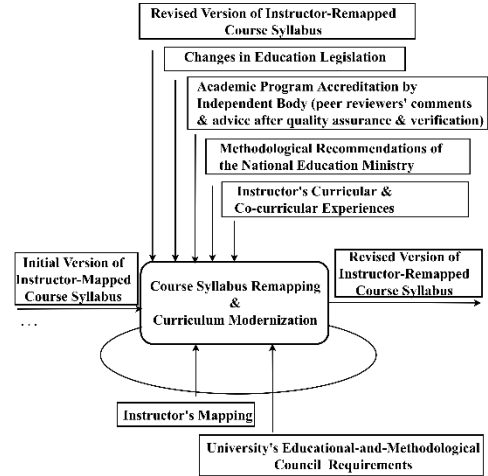 Revised Version of Instructor-Remapped
Course Syllabus
Changes in Education Legislation
Academic Program Accreditation by
Independent Body (peer reviewers' comments
& advice after quality assurance & verification)
Methodological Recommendations of
the National Education Ministry
Instructor's Curricular &
Co-curricular Experiences
Initial Version of
Instructor-Mapped
Course Syllabus
...
Course Syllabus Remapping
&
Curriculum Modernization
Revised Version of
Instructor-Remapped
Course Syllabus
Instructor's Mapping
University's Educational-and-Methodological
Council Requirements